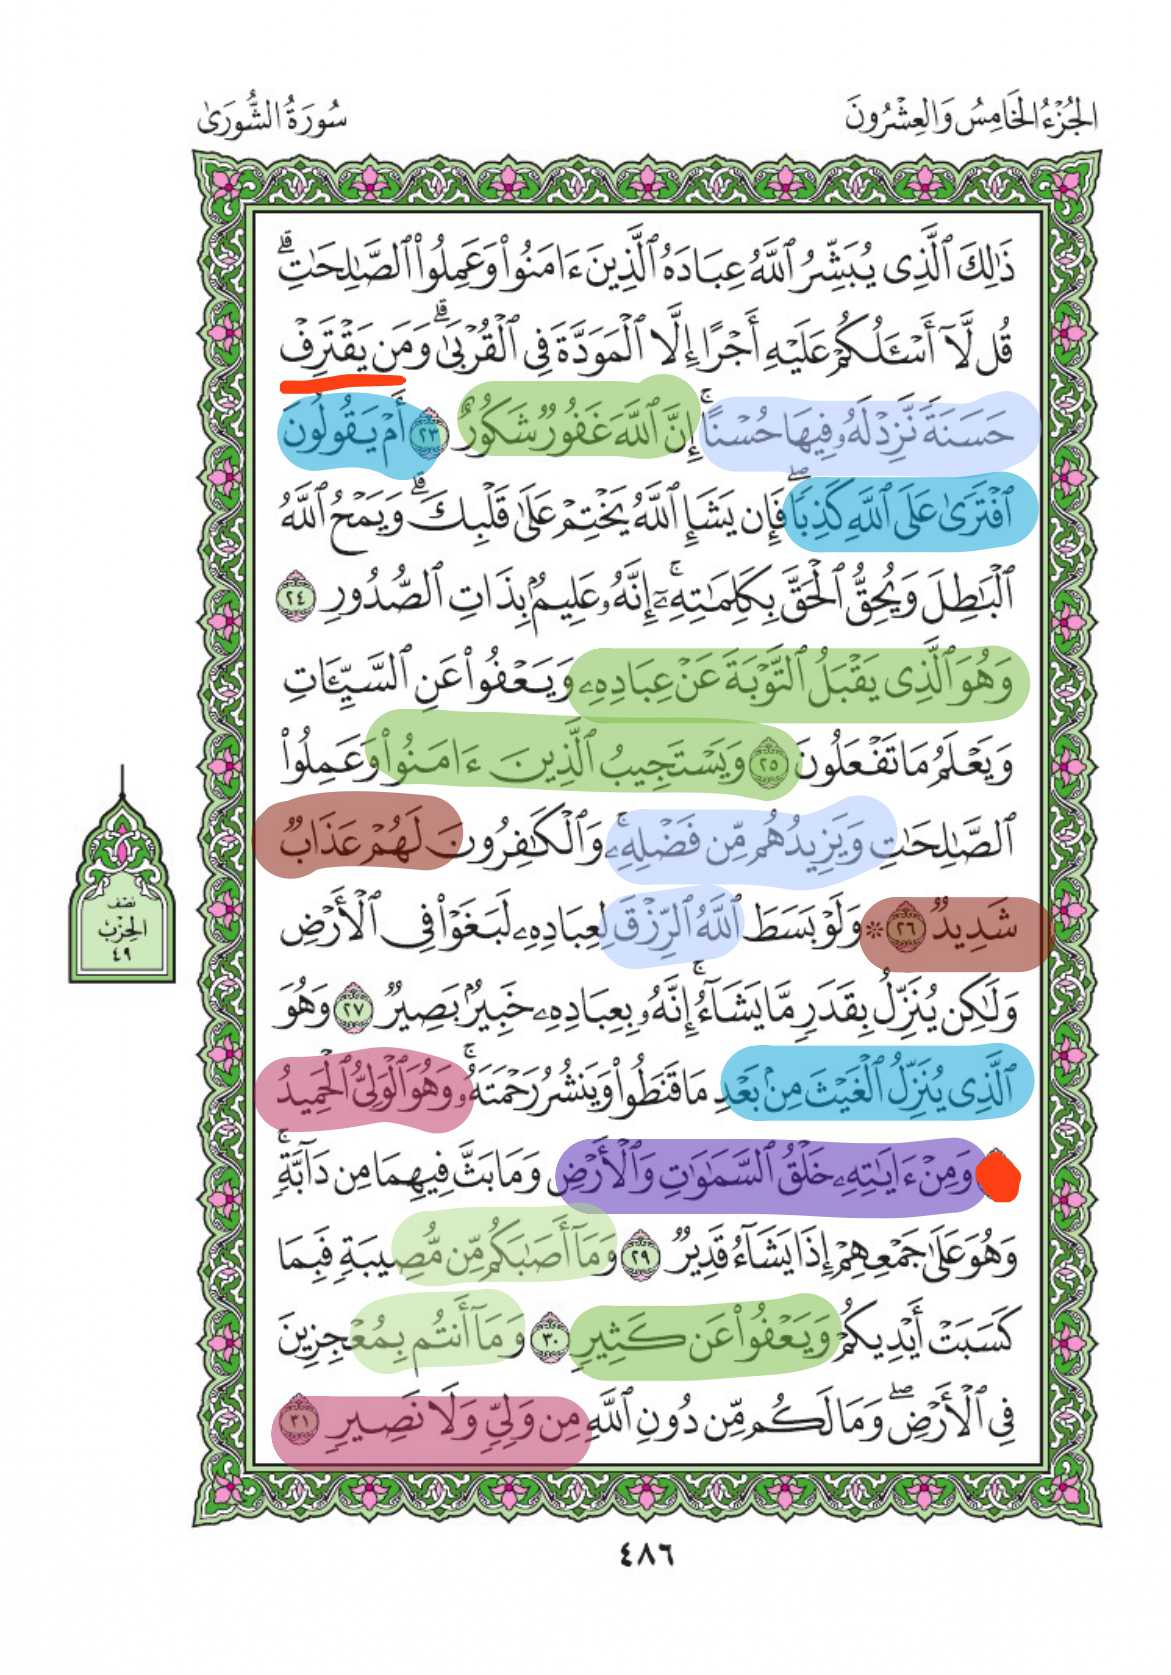 الجُزْءُ الخَامِسُ وَالعِشْرُونَ
سُورَةُ الشُّورَىٰ
ذَٰلِكَ ٱلَّذِى يُبَشِّرُ ٱللَّهُ عِبَادَهُ ٱلَّذِينَ ءَامَنُوا۟ وَعَمِلُوا۟ ٱلصَّـٰلِحَـٰتِ ۗ
قُل لَّآ أَسْـَٔلُكُمْ عَلَيْهِ أَجْرًا إِلَّا ٱلْمَوَدَّةَ فِى ٱلْقُرْبَىٰ ۗ وَمَن يَقْتَرِفْ
حَسَنَةً نَّزِدْ لَهُۥ فِيهَا حُسْنًا ۚ إِنَّ ٱللَّهَ غَفُورٌ شَكُورٌ ٢٣ أَمْ يَقُولُونَ
ٱفْتَرَىٰ عَلَى ٱللَّهِ كَذِبًا ۖ فَإِن يَشَإِ ٱللَّهُ يَخْتِمْ عَلَىٰ قَلْبِكَ ۗ وَيَمْحُ ٱللَّهُ
ٱلْبَـٰطِلَ وَيُحِقُّ ٱلْحَقَّ بِكَلِمَـٰتِهِۦٓ ۚ إِنَّهُۥ عَلِيمٌۢ بِذَاتِ ٱلصُّدُورِ ٢٤
وَهُوَ ٱلَّذِى يَقْبَلُ ٱلتَّوْبَةَ عَنْ عِبَادِهِۦ وَيَعْفُوا۟ عَنِ ٱلسَّيِّـَٔاتِ
وَيَعْلَمُ مَا تَفْعَلُونَ ٢٥ وَيَسْتَجِيبُ ٱلَّذِينَ ءَامَنُوا۟ وَعَمِلُوا۟
ٱلصَّـٰلِحَـٰتِ وَيَزِيدُهُم مِّن فَضْلِهِۦ ۚ وَٱلْكَـٰفِرُونَ لَهُمْ عَذَابٌ
شَدِيدٌ ٢٦ ۞ وَلَوْ بَسَطَ ٱللَّهُ ٱلرِّزْقَ لِعِبَادِهِۦ لَبَغَوْا۟ فِى ٱلْأَرْضِ
وَلَـٰكِن يُنَزِّلُ بِقَدَرٍ مَّا يَشَآءُ ۚ إِنَّهُۥ بِعِبَادِهِۦ خَبِيرٌۢ بَصِيرٌ ٢٧ وَهُوَ
ٱلَّذِى يُنَزِّلُ ٱلْغَيْثَ مِنۢ بَعْدِ مَا قَنَطُوا۟ وَيَنشُرُ رَحْمَتَهُۥ ۚ وَهُوَ ٱلْوَلِىُّ ٱلْحَمِيدُ
وَمِنْ ءَايَـٰتِهِۦ خَلْقُ ٱلسَّمَـٰوَٰتِ وَٱلْأَرْضِ وَمَا بَثَّ فِيهِمَا مِن دَآبَّةٍ ۚ
وَهُوَ عَلَىٰ جَمْعِهِمْ إِذَا يَشَآءُ قَدِيرٌ ٢٩ وَمَآ أَصَـٰبَكُم مِّن مُّصِيبَةٍ فَبِمَا
كَسَبَتْ أَيْدِيكُمْ وَيَعْفُوا۟ عَن كَثِيرٍ ٣٠ وَمَآ أَنتُم بِمُعْجِزِينَ
فِى ٱلْأَرْضِ ۖ وَمَا لَكُم مِّن دُونِ ٱللَّهِ مِن وَلِىٍّ وَلَا نَصِيرٍ ٣١
نصف
الحِزْب
٤٩
٤٨٦